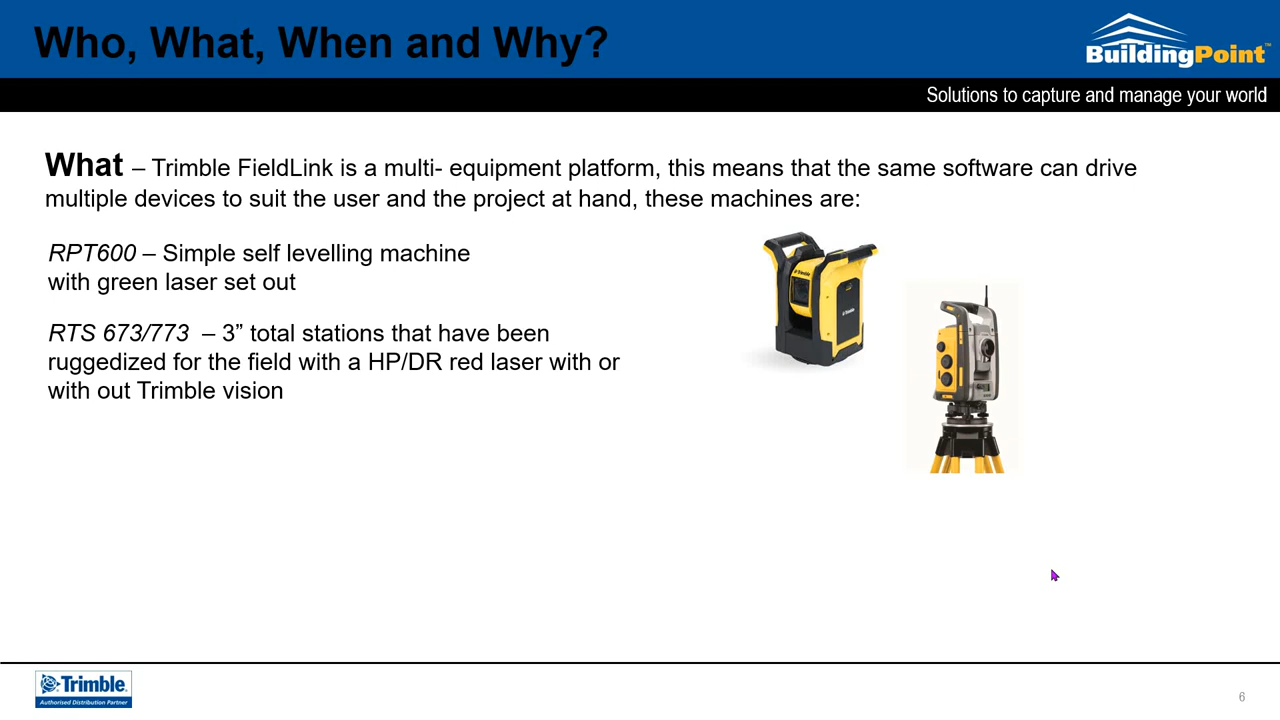 Who, What, When and Why?
BuildingPoint™
Solutions to capture and manage your world
What – Trimble FieldLink is a multi- equipment platform, this means that the same software can drive
multiple devices to suit the user and the project at hand, these machines are:
RPT600 – Simple self levelling machine
with green laser set out
RTS 673/773 – 3” total stations that have been
ruggedized for the field with a HP/DR red laser with or
with out Trimble vision
Trimble
Trimble
Trimble.
Authorised Distribution Partner
6